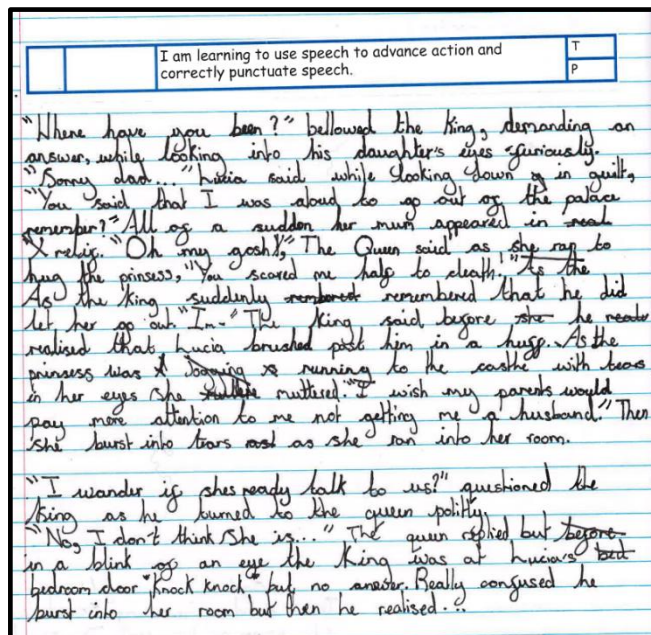 I am learning to use speech to advance action and
correctly punctuate speech.
T
P
"Where have you been?" bellowed the King, demanding an
answer, while looking into his daughter's eyes furiously.
"Sorry dad..." Lucia said while looking down in guilt,
"You said that I was aloud to go out of the palace
remember?" All of a sudden her mum appeared in
relif. "Oh my gosh!," The Queen said as she ran to
hug the prinsess, "You scared me half to death!" As the
As the King suddenly remembered that he did
let her go out. "Im-" The King said before she he
realised that Lucia brushed past him in a huff. As the
prinsess was Jogging running to the castle with tears
in her eyes she muttered. "I wish my parents would
pay more attention to me not getting me a husband." Then
she burst into tears as she ran into her room.
"I wander if shes ready talk to us?" questioned the
King as he turned to the queen politly.
"No, I don't think she is..." The queen replied but before
in a blink of an eye the King was at Lucia's bed
bedroom door "knock knock" but no answer. Really confused he
burst into her room but then he realised...